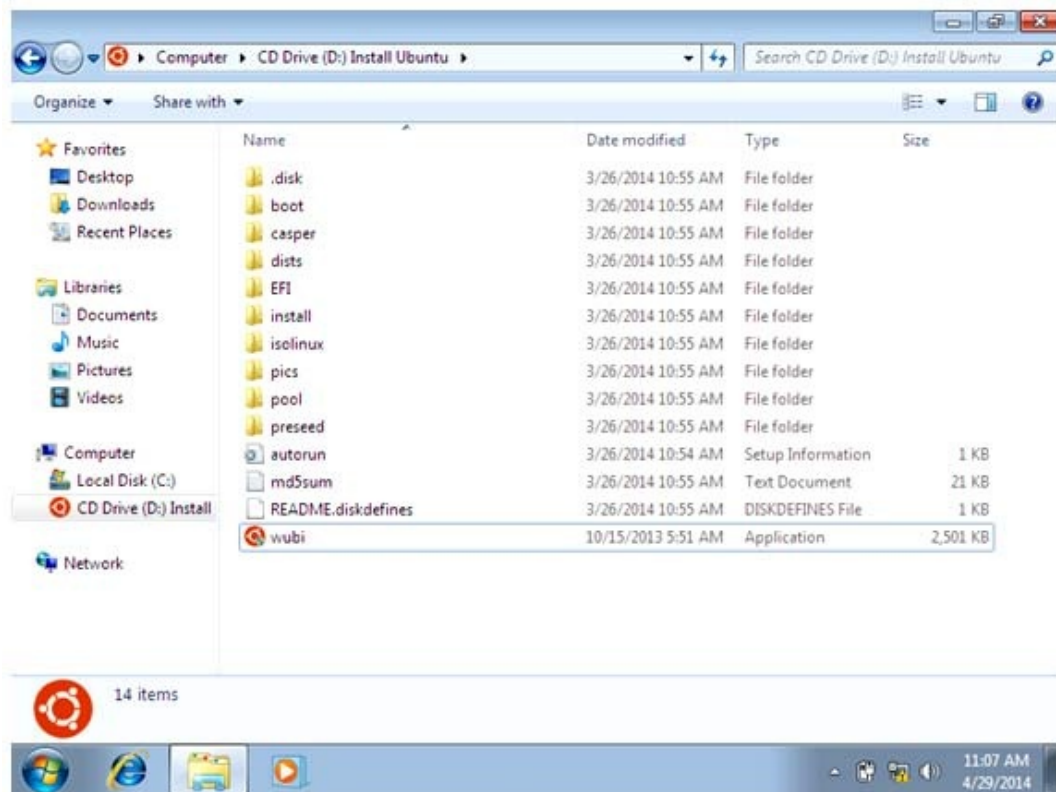 Computer CD Drive (D:) Install Ubuntu Search CD Drive (D:) Install Ubuntu
Organize Share with
Favorites
Desktop
Downloads
Recent Places
Libraries
Documents
Music
Pictures
Videos
Computer
Local Disk (C:)
CD Drive (D:) Install
Network
Name Date modified Type Size
.disk 3/26/2014 10:55 AM File folder
boot 3/26/2014 10:55 AM File folder
casper 3/26/2014 10:55 AM File folder
dists 3/26/2014 10:55 AM File folder
EFI 3/26/2014 10:55 AM File folder
install 3/26/2014 10:55 AM File folder
isolinux 3/26/2014 10:55 AM File folder
pics 3/26/2014 10:55 AM File folder
pool 3/26/2014 10:55 AM File folder
preseed 3/26/2014 10:55 AM File folder
autorun 3/26/2014 10:54 AM Setup Information 1 KB
md5sum 3/26/2014 10:55 AM Text Document 21 KB
README.diskdefines 3/26/2014 10:55 AM DISKDEFINES File 1 KB
wubi 10/15/2013 5:51 AM Application 2,501 KB
14 items
11:07 AM
4/29/2014